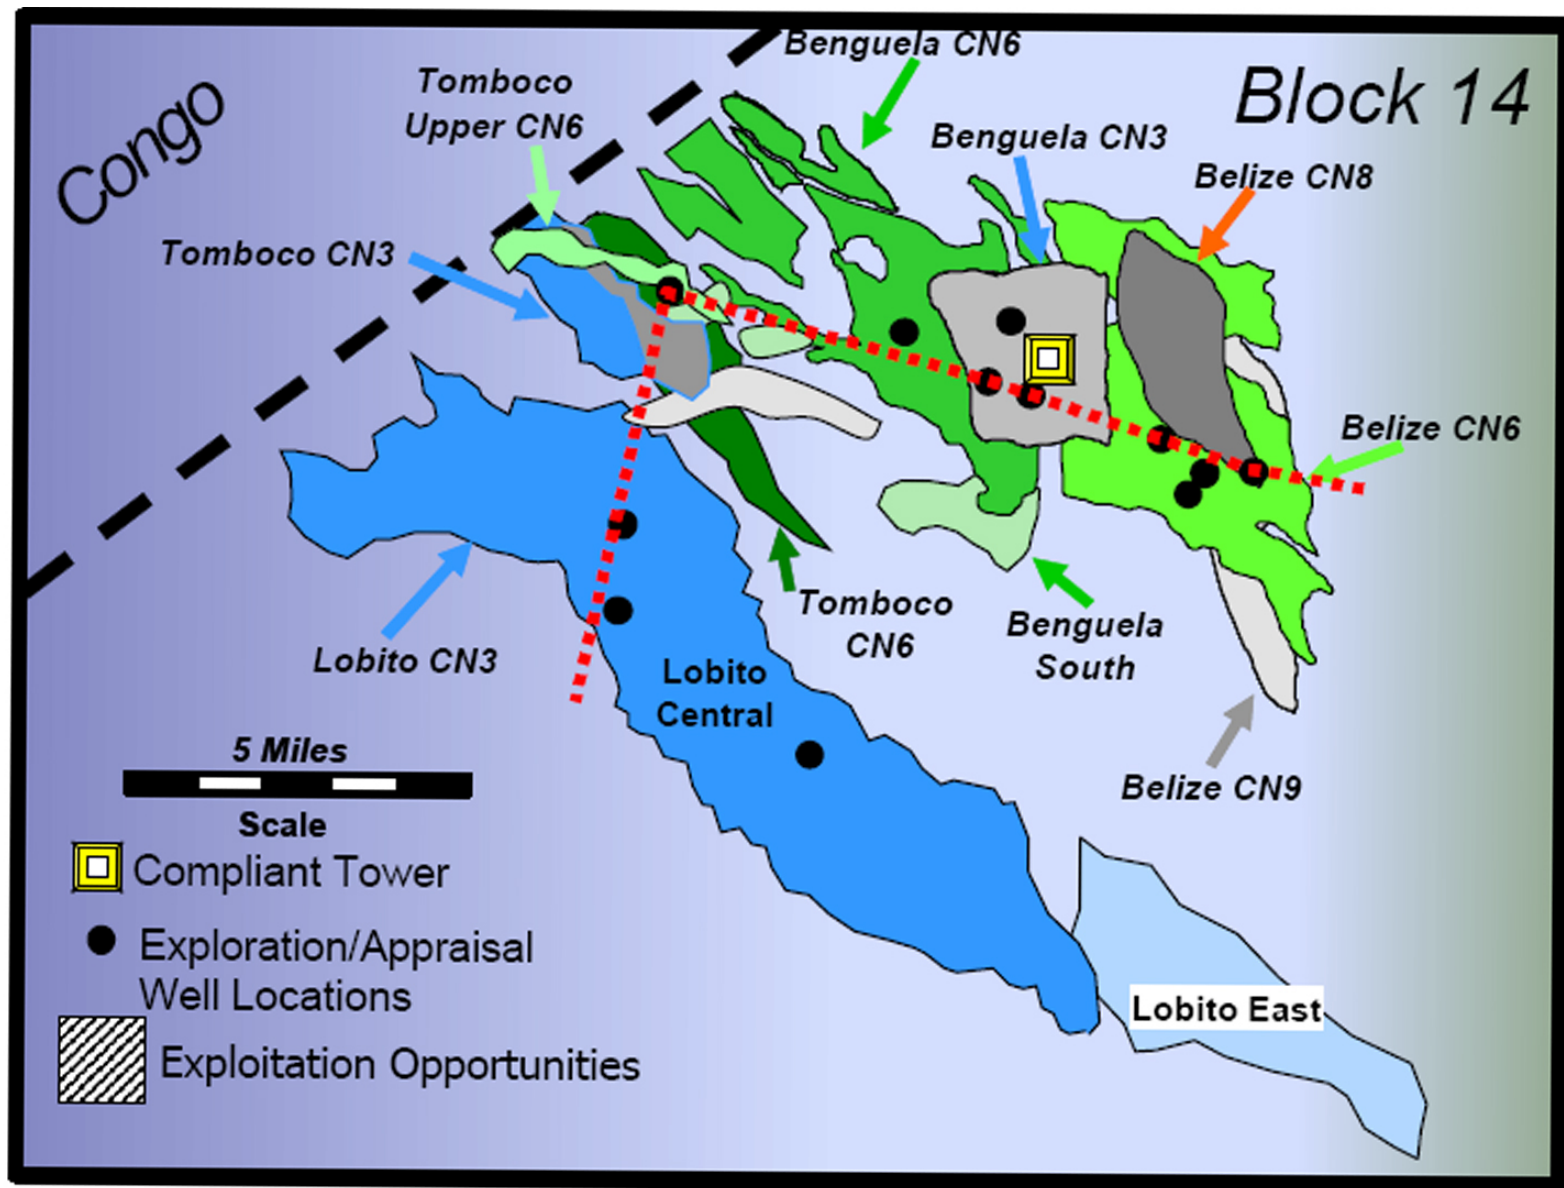 Benguela CN6
Tomboco
Upper CN6
Block 14
Congo
Benguela CN3
Belize CN8
Tomboco CN3
Belize CN6
Tomboco
CN6
Benguela
South
Lobito CN3
Lobito
Central
Belize CN9
5 Miles
Scale
Compliant Tower
Exploration/Appraisal
Well Locations
Lobito East
Exploitation Opportunities